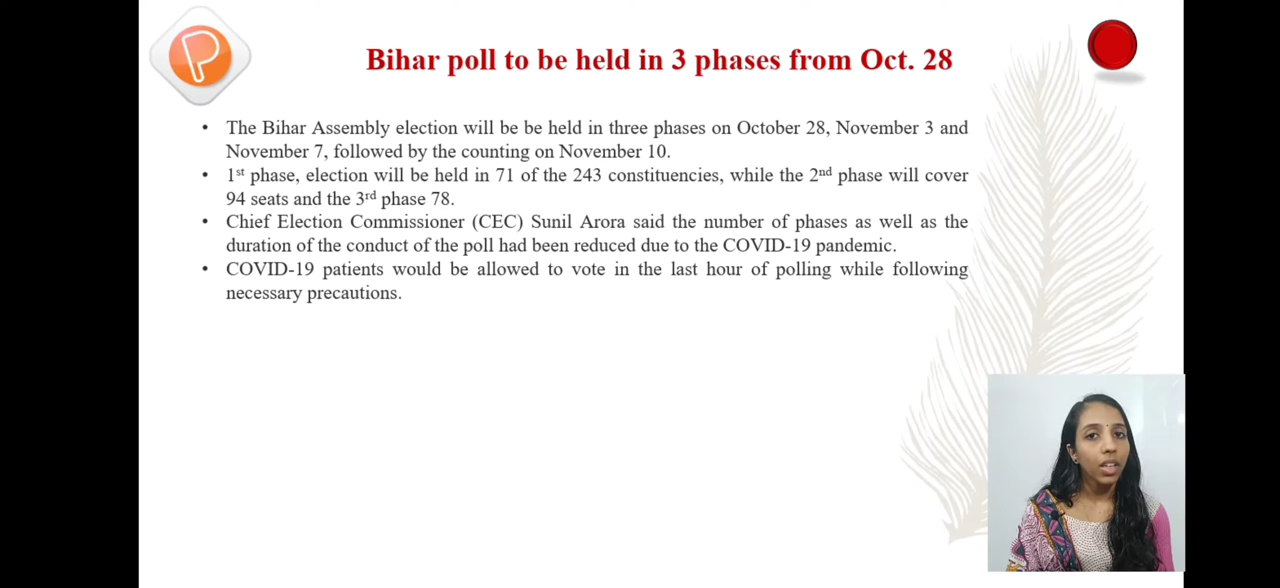 Bihar poll to be held in 3 phases from Oct. 28
• The Bihar Assembly election will be be held in three phases on October 28, November 3 and
November 7, followed by the counting on November 10.
• 1st phase, election will be held in 71 of the 243 constituencies, while the 2nd phase will cover
94 seats and the 3rd phase 78.
• Chief Election Commissioner (CEC) Sunil Arora said the number of phases as well as the
duration of the conduct of the poll had been reduced due to the COVID-19 pandemic.
• COVID-19 patients would be allowed to vote in the last hour of polling while following
necessary precautions.